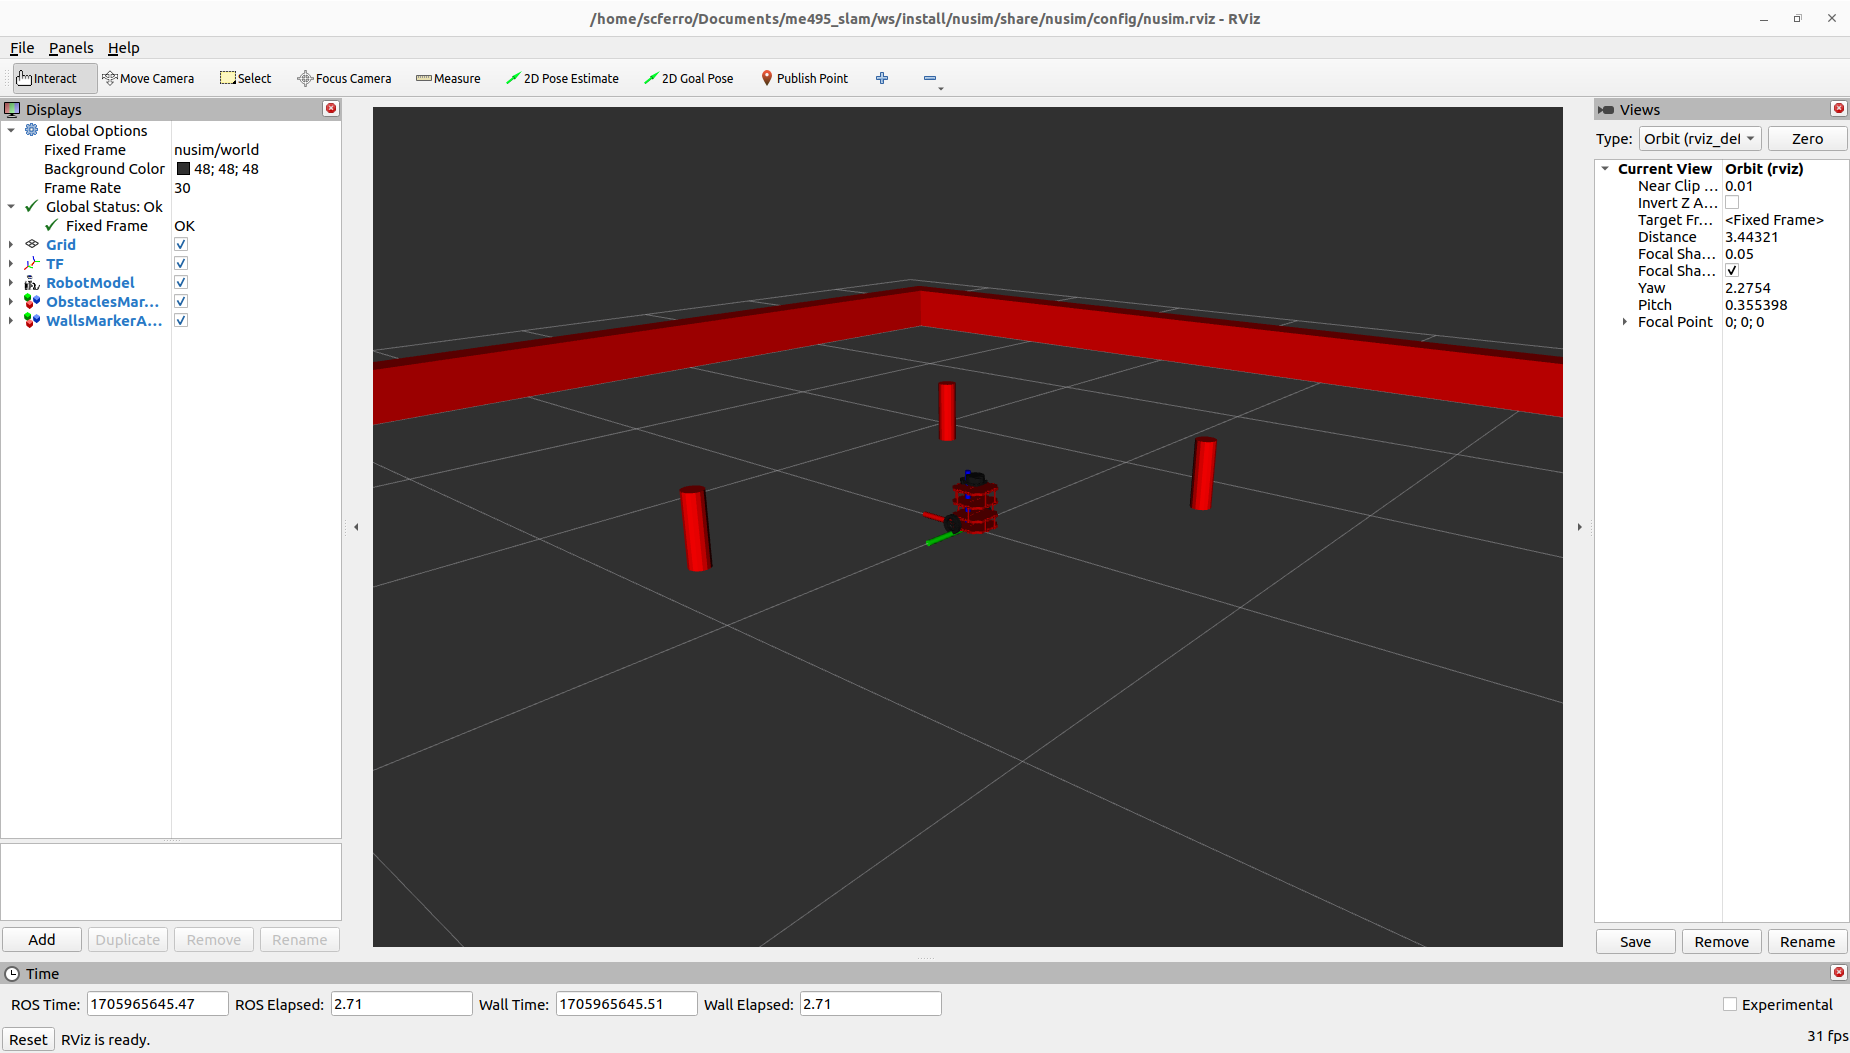 /home/scferro/Documents/me495_slam/ws/install/nusim/share/nusim/config/nusim.rviz - RViz
File Panels Help
Interact Move Camera Select Focus Camera Measure 2D Pose Estimate 2D Goal Pose Publish Point
Displays
Global Options
Fixed Frame nusim/world
Background Color 48; 48; 48
Frame Rate 30
Global Status: Ok
Fixed Frame OK
Grid
TF
RobotModel
ObstaclesMar...
WallsMarkerA...
Add Duplicate Remove Rename
Views
Type: Orbit (rviz_def Zero
Current View Orbit (rviz)
Near Clip ... 0.01
Invert Z A...
Target Fr... <Fixed Frame>
Distance 3.44321
Focal Sha... 0.05
Focal Sha...
Yaw 2.2754
Pitch 0.355398
Focal Point 0; 0; 0
Save Remove Rename
Time
ROS Time: 1705965645.47 ROS Elapsed: 2.71 Wall Time: 1705965645.51 Wall Elapsed: 2.71 Experimental
Reset RViz is ready. 31 fps